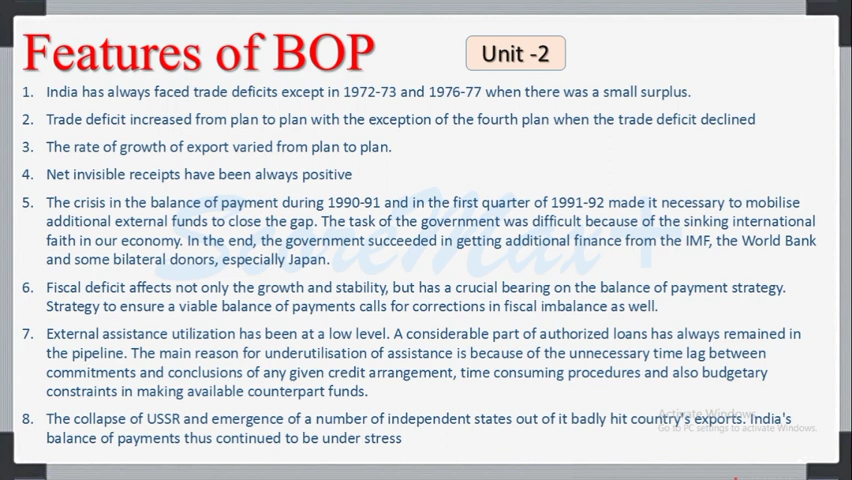 Features of BOP
Unit -2
1. India has always faced trade deficits except in 1972-73 and 1976-77 when there was a small surplus.
2. Trade deficit increased from plan to plan with the exception of the fourth plan when the trade deficit declined
3. The rate of growth of export varied from plan to plan.
4. Net invisible receipts have been always positive
5. The crisis in the balance of payment during 1990-91 and in the first quarter of 1991-92 made it necessary to mobilise
additional external funds to close the gap. The task of the government was difficult because of the sinking international
faith in our economy. In the end, the government succeeded in getting additional finance from the IMF, the World Bank
and some bilateral donors, especially Japan.
6. Fiscal deficit affects not only the growth and stability, but has a crucial bearing on the balance of payment strategy.
Strategy to ensure a viable balance of payments calls for corrections in fiscal imbalance as well.
7. External assistance utilization has been at a low level. A considerable part of authorized loans has always remained in
the pipeline. The main reason for underutilisation of assistance is because of the unnecessary time lag between
commitments and conclusions of any given credit arrangement, time consuming procedures and also budgetary
constraints in making available counterpart funds.
8. The collapse of USSR and emergence of a number of independent states out of it badly hit country's exports. India's
balance of payments thus continued to be under stress
Activate Windows
Go to PC settings to activate Windows.